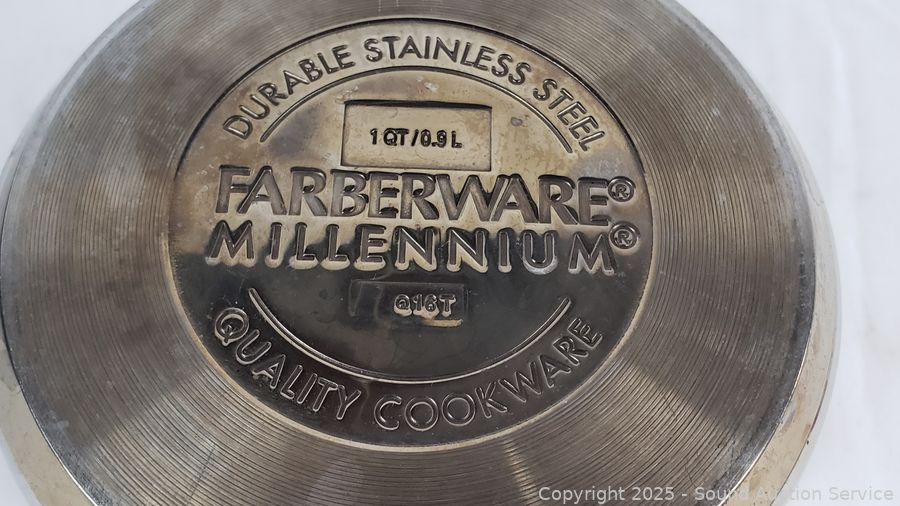 DURABLE STAINLESS STEEL
1 QT/0.9 L
FARBERWARE®
MILLENNIUM®
Q16T
QUALITY COOKWARE
Copyright 2025 - Sound Auction Service